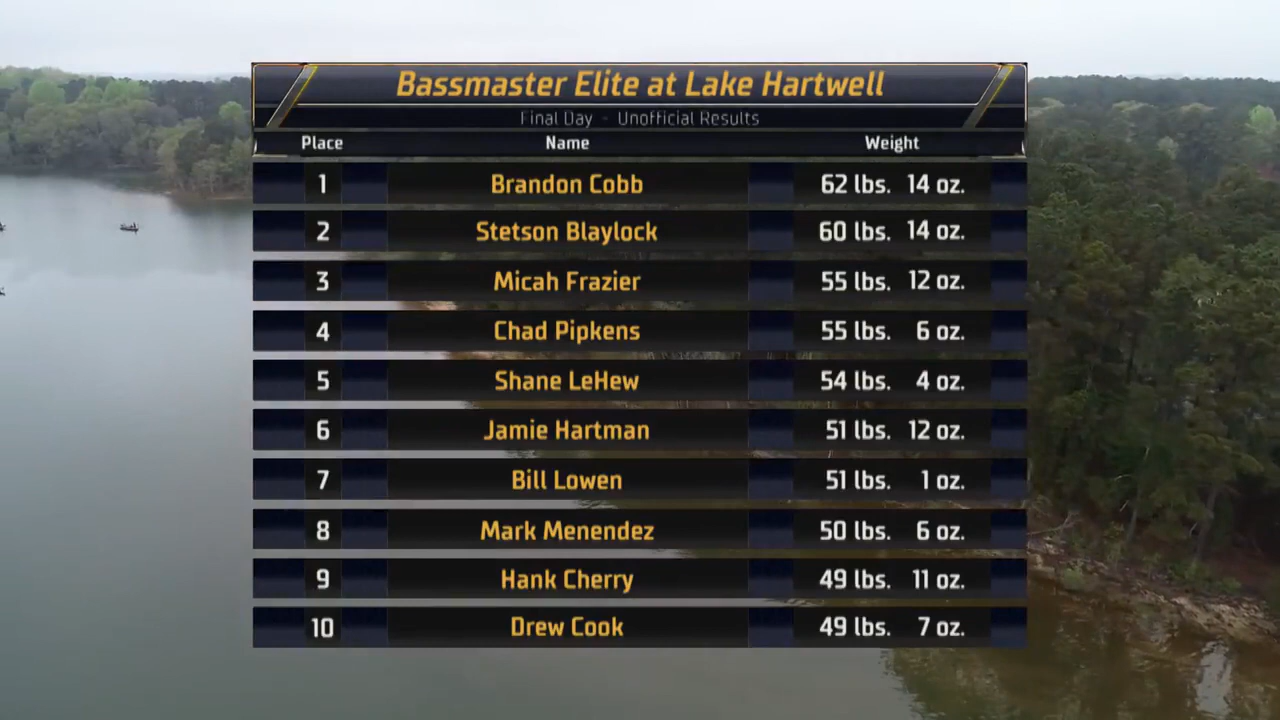 Bassmaster Elite at Lake Hartwell
Final Day - Unofficial Results
Place Name Weight
1 Brandon Cobb 62 lbs. 14 oz.
2 Stetson Blaylock 60 lbs. 14 oz.
3 Micah Frazier 55 lbs. 12 oz.
4 Chad Pipkens 55 lbs. 6 oz.
5 Shane LeHew 54 lbs. 4 oz.
6 Jamie Hartman 51 lbs. 12 oz.
7 Bill Lowen 51 lbs. 1 oz.
8 Mark Menendez 50 lbs. 6 oz.
9 Hank Cherry 49 lbs. 11 oz.
10 Drew Cook 49 lbs. 7 oz.